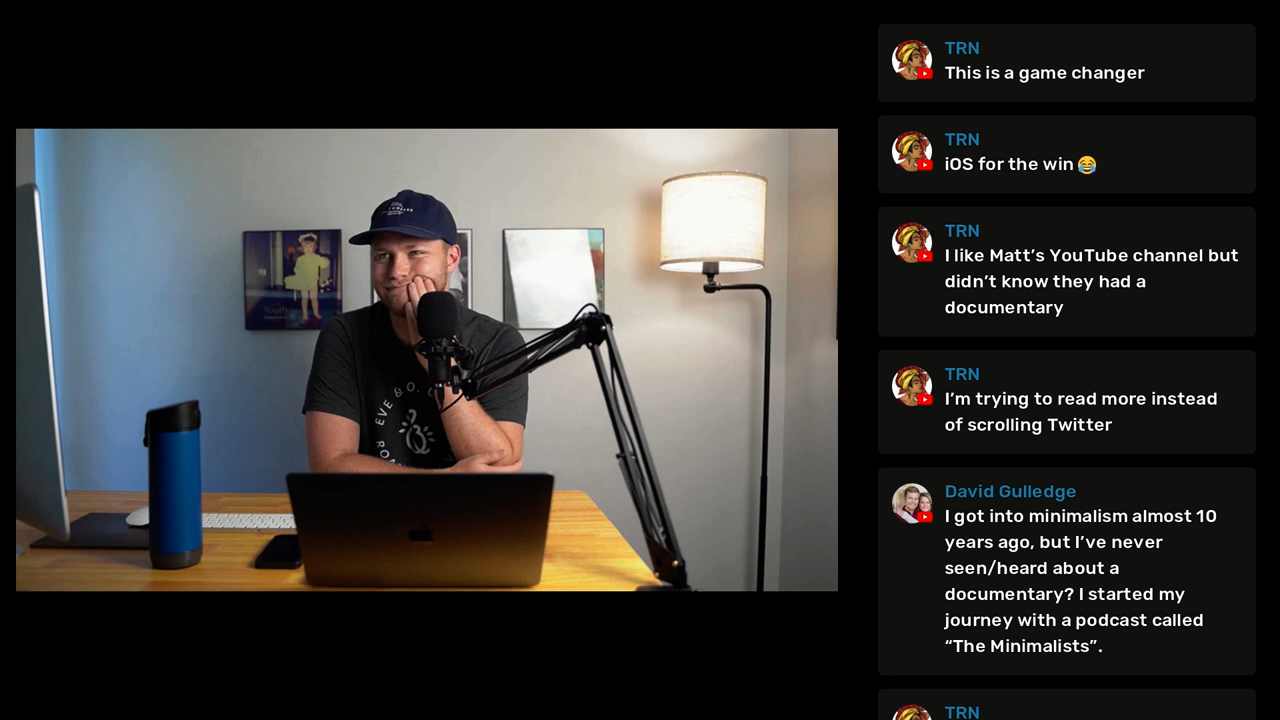 TRN
This is a game changer
TRN
iOS for the win 😂
TRN
I like Matt’s YouTube channel but
didn’t know they had a
documentary
TRN
I’m trying to read more instead
of scrolling Twitter
David Gulledge
I got into minimalism almost 10
years ago, but I’ve never
seen/heard about a
documentary? I started my
journey with a podcast called
“The Minimalists”.
TRN
Youth
EVE & O.